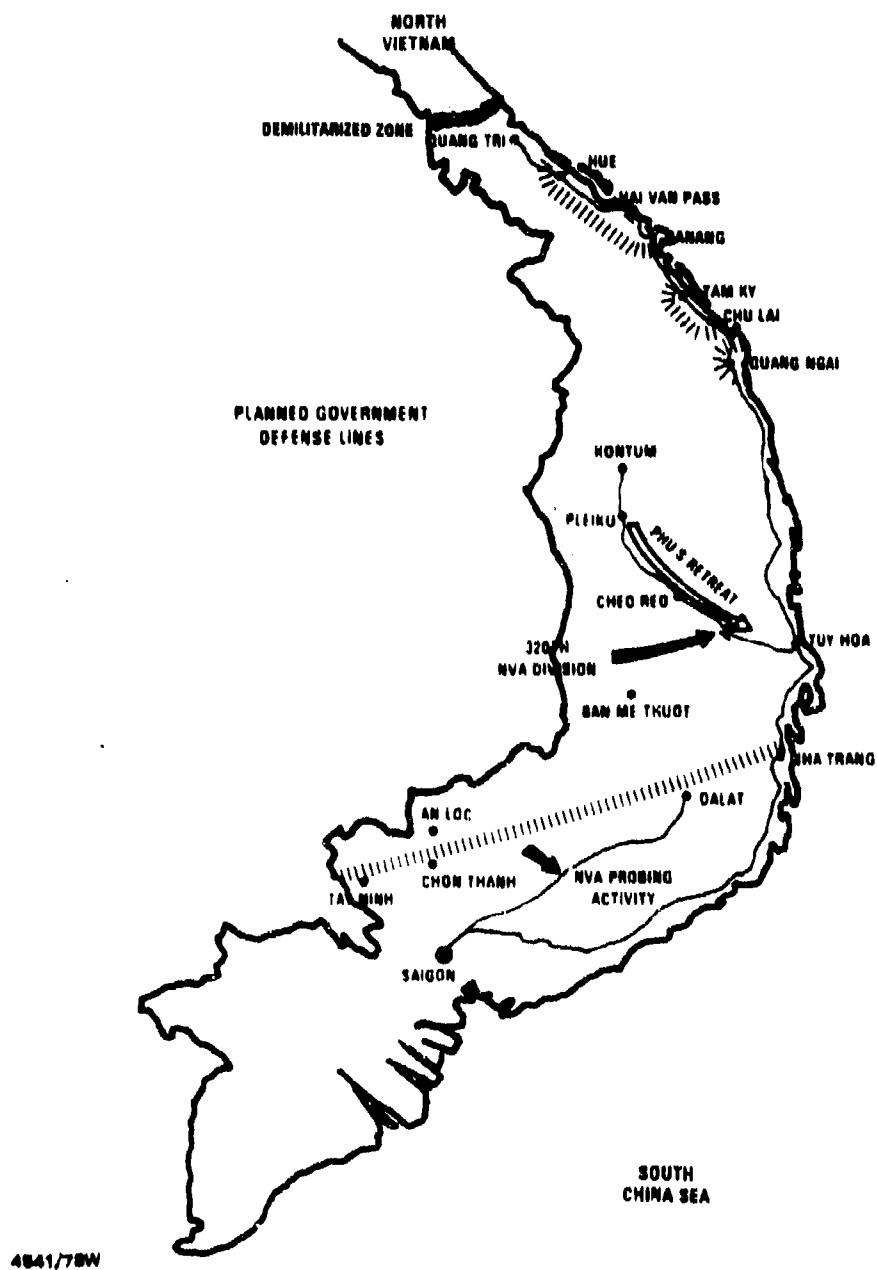 NORTH
VIETNAM
DEMILITARIZED ZONE
QUANG TRI
HUE
HAI VAN PASS
DANANG
TAM KY
CHU LAI
QUANG NGAI
PLANNED GOVERNMENT
DEFENSE LINES
KONTUM
PLEIKU
PHU'S RETREAT
CHEO REO
320TH
NVA DIVISION
TUY HOA
BAN ME THUOT
NHA TRANG
DALAT
AN LOC
CHON THANH
TAY NINH
NVA PROBING
ACTIVITY
SAIGON
SOUTH
CHINA SEA
4541/78W